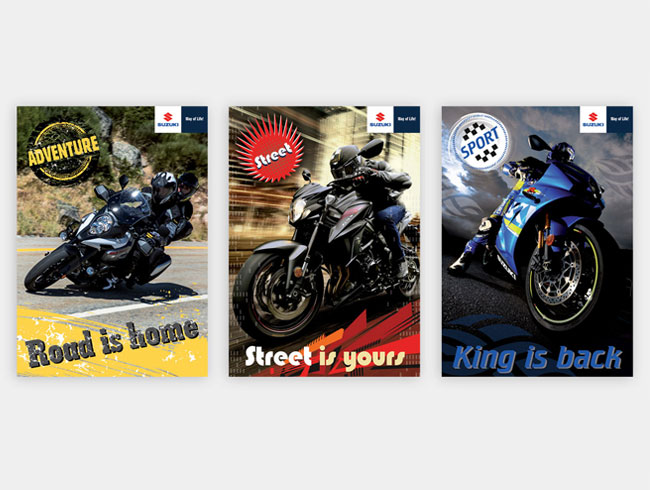 SUZUKI
Way of Life!
ADVENTURE
Road is home
SUZUKI
Way of Life!
Street
Street is yours
SUZUKI
Way of Life!
SPORT
SUZUKI
King is back